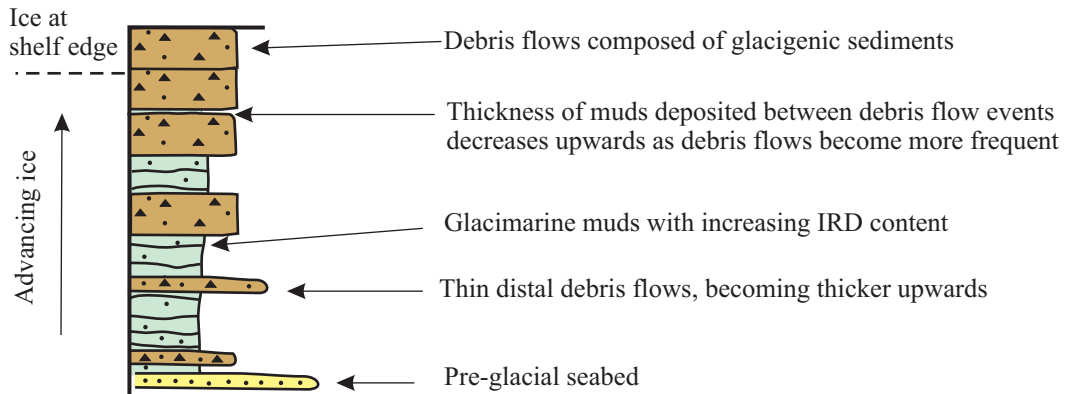 Ice at
shelf edge
Debris flows composed of glacigenic sediments
Thickness of muds deposited between debris flow events
decreases upwards as debris flows become more frequent
Advancing ice
Glacimarine muds with increasing IRD content
Thin distal debris flows, becoming thicker upwards
Pre-glacial seabed